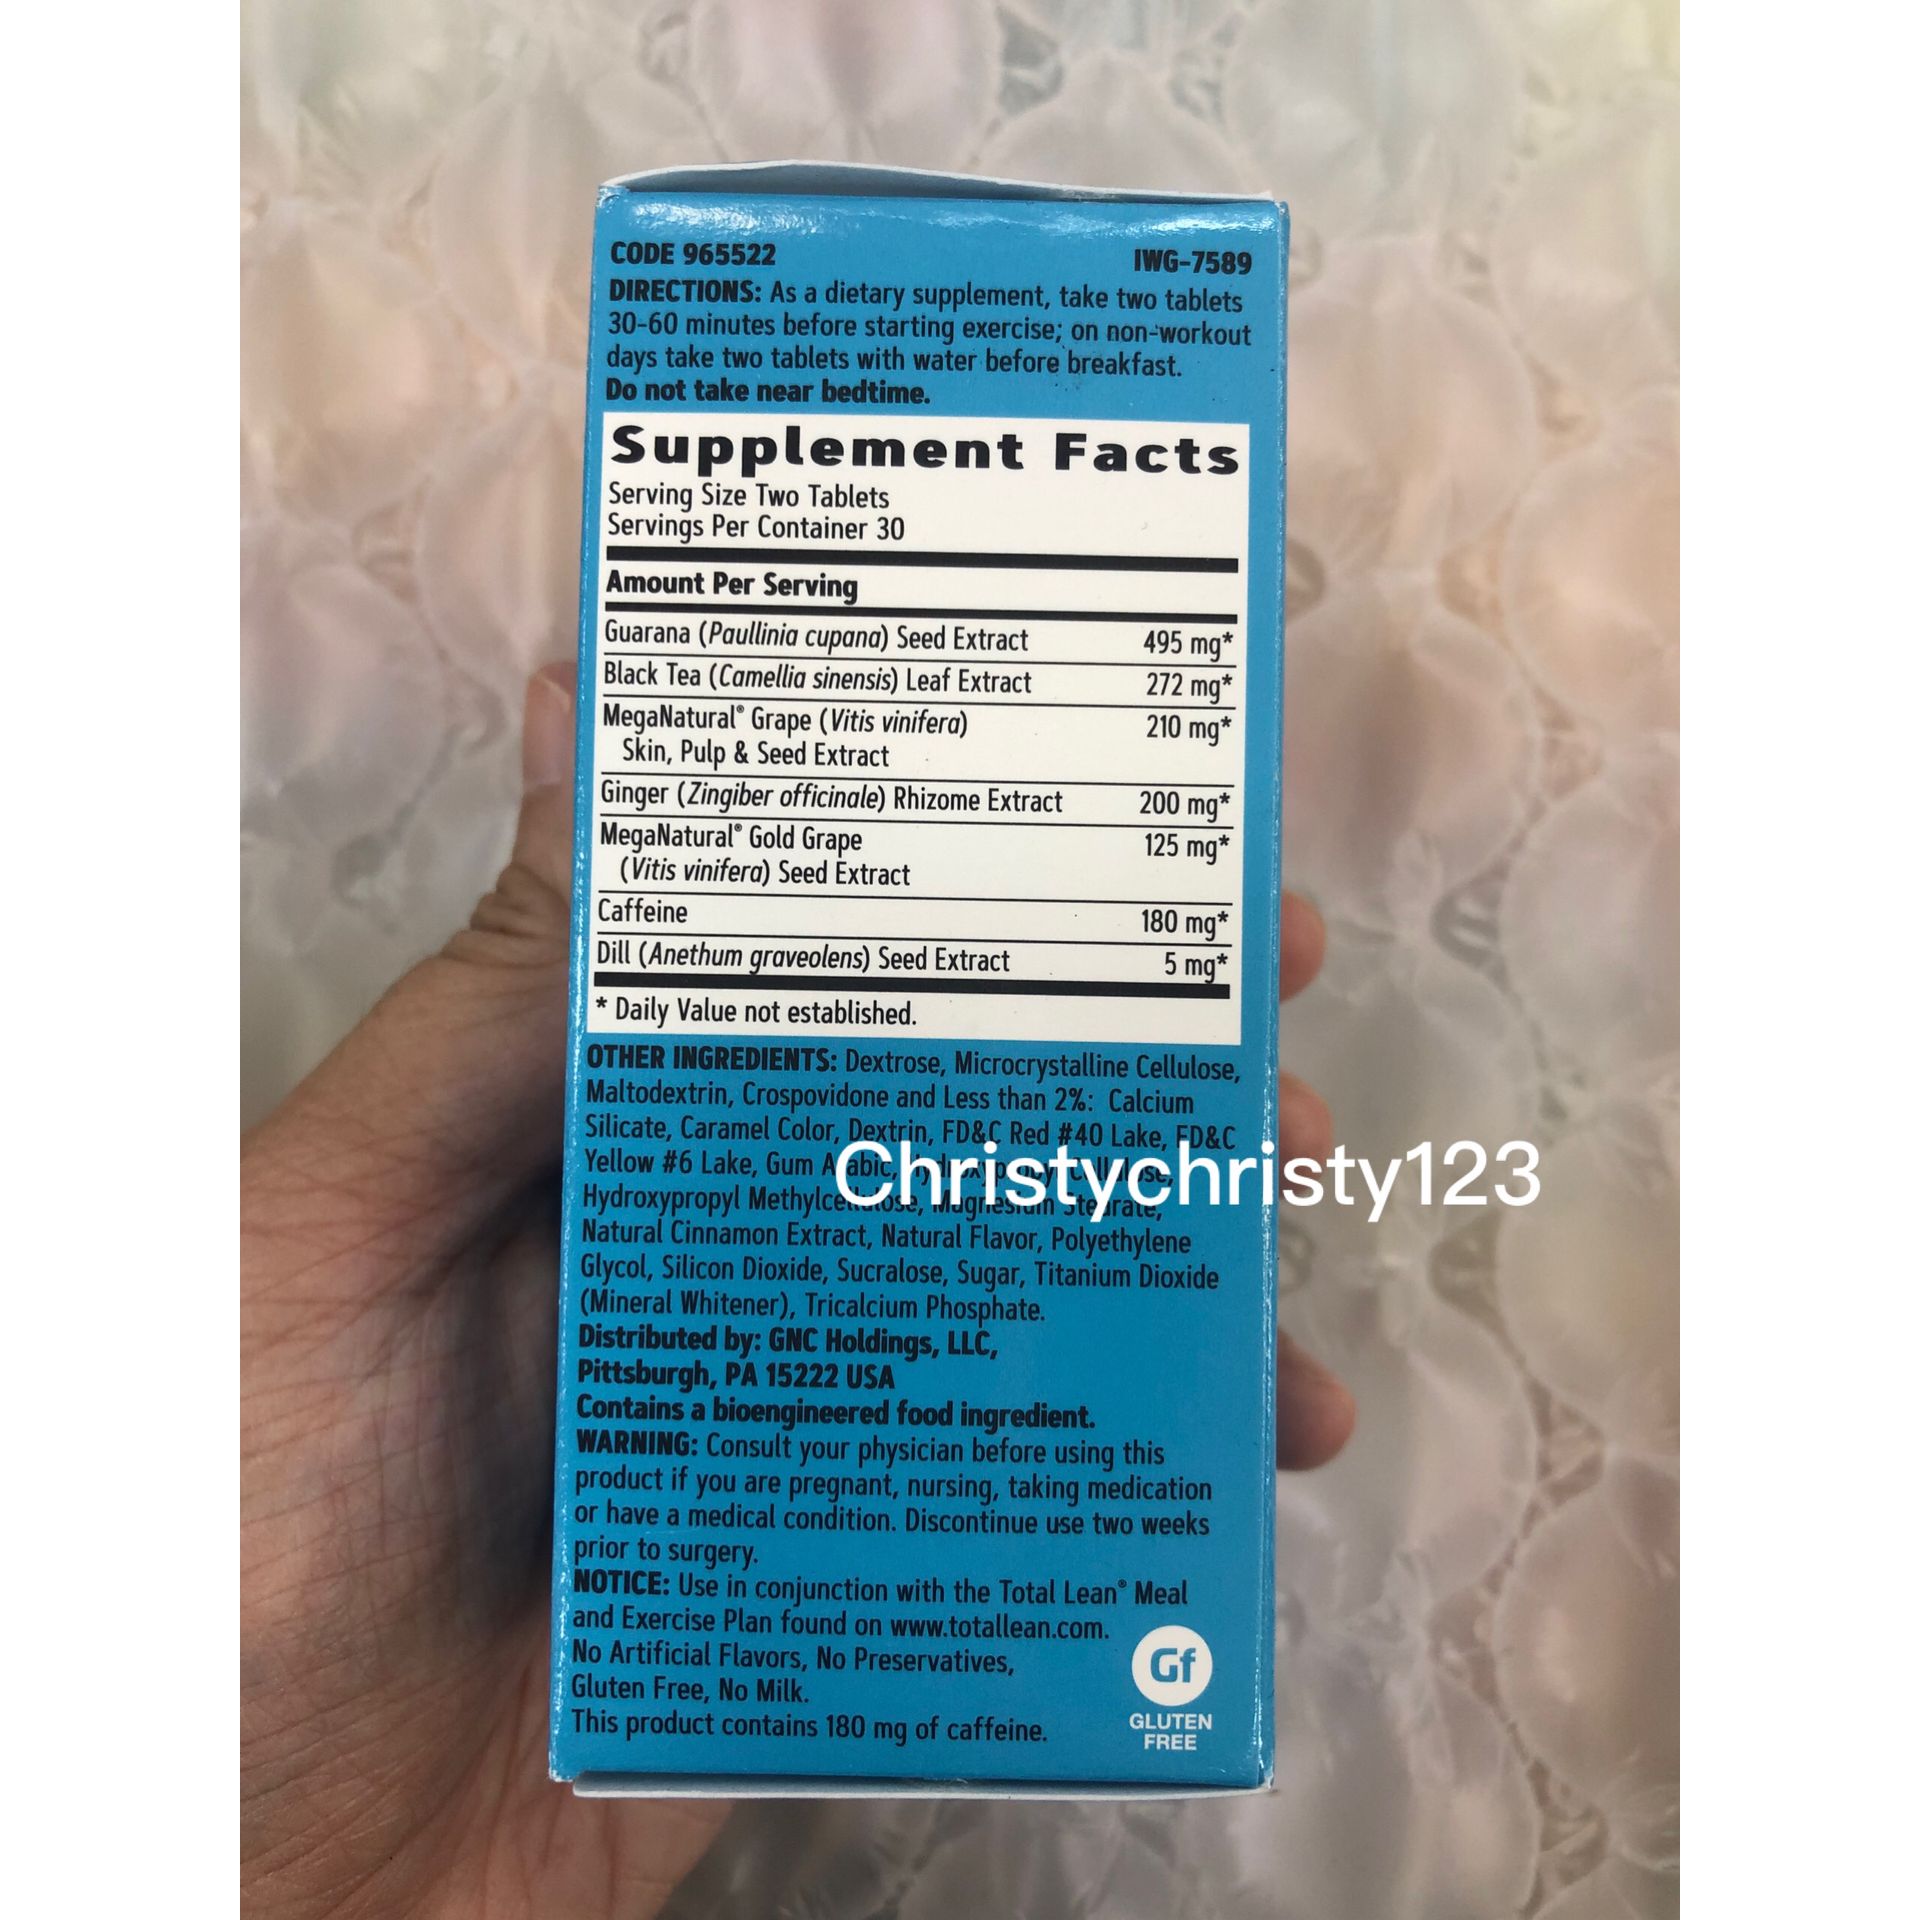 CODE 965522 IWG-7589
DIRECTIONS: As a dietary supplement, take two tablets
30-60 minutes before starting exercise; on non-workout
days take two tablets with water before breakfast.
Do not take near bedtime.
Supplement Facts
Serving Size Two Tablets
Servings Per Container 30
Amount Per Serving
Guarana (Paullinia cupana) Seed Extract 495 mg*
Black Tea (Camellia sinensis) Leaf Extract 272 mg*
MegaNatural® Grape (Vitis vinifera) 210 mg*
Skin, Pulp & Seed Extract
Ginger (Zingiber officinale) Rhizome Extract 200 mg*
MegaNatural® Gold Grape 125 mg*
(Vitis vinifera) Seed Extract
Caffeine 180 mg*
Dill (Anethum graveolens) Seed Extract 5 mg*
* Daily Value not established.
OTHER INGREDIENTS: Dextrose, Microcrystalline Cellulose,
Maltodextrin, Crospovidone and Less than 2%: Calcium
Silicate, Caramel Color, Dextrin, FD&C Red #40 Lake, FD&C
Yellow #6 Lake, Gum Arabic,
Christychristy123
Hydroxypropyl Methylcellulose, Magnesium Stearate,
Natural Cinnamon Extract, Natural Flavor, Polyethylene
Glycol, Silicon Dioxide, Sucralose, Sugar, Titanium Dioxide
(Mineral Whitener), Tricalcium Phosphate.
Distributed by: GNC Holdings, LLC,
Pittsburgh, PA 15222 USA
Contains a bioengineered food ingredient.
WARNING: Consult your physician before using this
product if you are pregnant, nursing, taking medication
or have a medical condition. Discontinue use two weeks
prior to surgery.
NOTICE: Use in conjunction with the Total Lean® Meal
and Exercise Plan found on www.totallean.com.
No Artificial Flavors, No Preservatives,
Gluten Free, No Milk.
This product contains 180 mg of caffeine.
Gf
GLUTEN
FREE